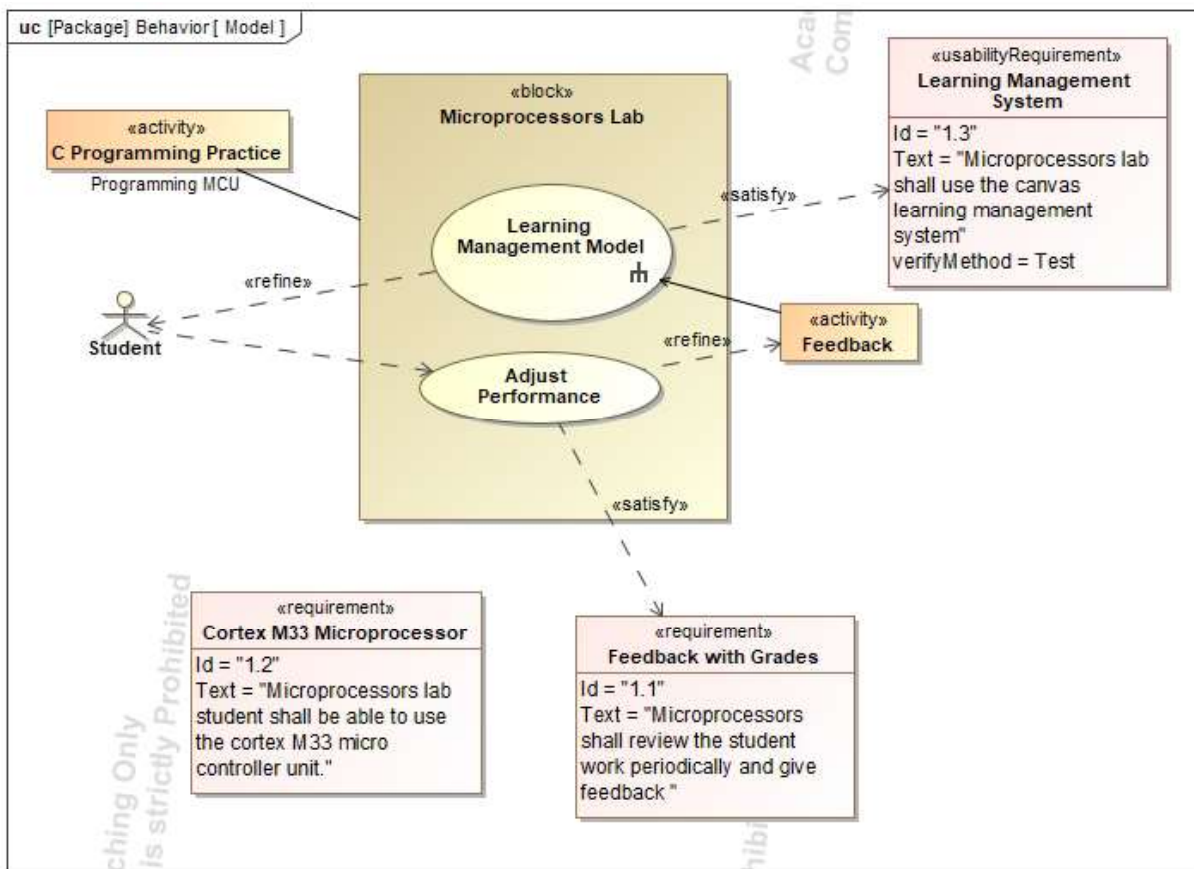 uc [Package] Behavior [ Model ]
Aca
Com
«usabilityRequirement»
Learning Management
System
Id = "1.3"
Text = "Microprocessors lab
shall use the canvas
learning management
system"
verifyMethod = Test
«block»
Microprocessors Lab
«activity»
C Programming Practice
Programming MCU
Learning
Management Model
«satisfy»
«refine»
Student
«activity»
Feedback
«refine»
Adjust
Performance
«satisfy»
«requirement»
Cortex M33 Microprocessor
Id = "1.2"
Text = "Microprocessors lab
student shall be able to use
the cortex M33 micro
controller unit."
«requirement»
Feedback with Grades
Id = "1.1"
Text = "Microprocessors
shall review the student
work periodically and give
feedback "
ching Only
is strictly Prohibited
hibi